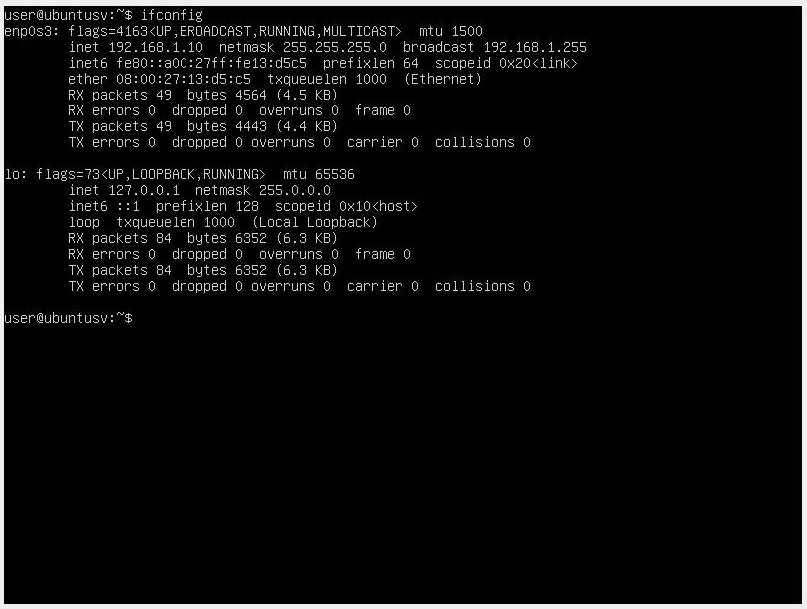 user@ubuntusv:~$ ifconfig
enp0s3: flags=4163<UP,BROADCAST,RUNNING,MULTICAST>  mtu 1500
        inet 192.168.1.10  netmask 255.255.255.0  broadcast 192.168.1.255
        inet6 fe80::a00:27ff:fe13:d5c5  prefixlen 64  scopeid 0x20<link>
        ether 08:00:27:13:d5:c5  txqueuelen 1000  (Ethernet)
        RX packets 49  bytes 4564 (4.5 KB)
        RX errors 0  dropped 0  overruns 0  frame 0
        TX packets 49  bytes 4443 (4.4 KB)
        TX errors 0  dropped 0 overruns 0  carrier 0  collisions 0
lo: flags=73<UP,LOOPBACK,RUNNING>  mtu 65536
        inet 127.0.0.1  netmask 255.0.0.0
        inet6 ::1  prefixlen 128  scopeid 0x10<host>
        loop  txqueuelen 1000  (Local Loopback)
        RX packets 84  bytes 6352 (6.3 KB)
        RX errors 0  dropped 0  overruns 0  frame 0
        TX packets 84  bytes 6352 (6.3 KB)
        TX errors 0  dropped 0 overruns 0  carrier 0  collisions 0
user@ubuntusv:~$